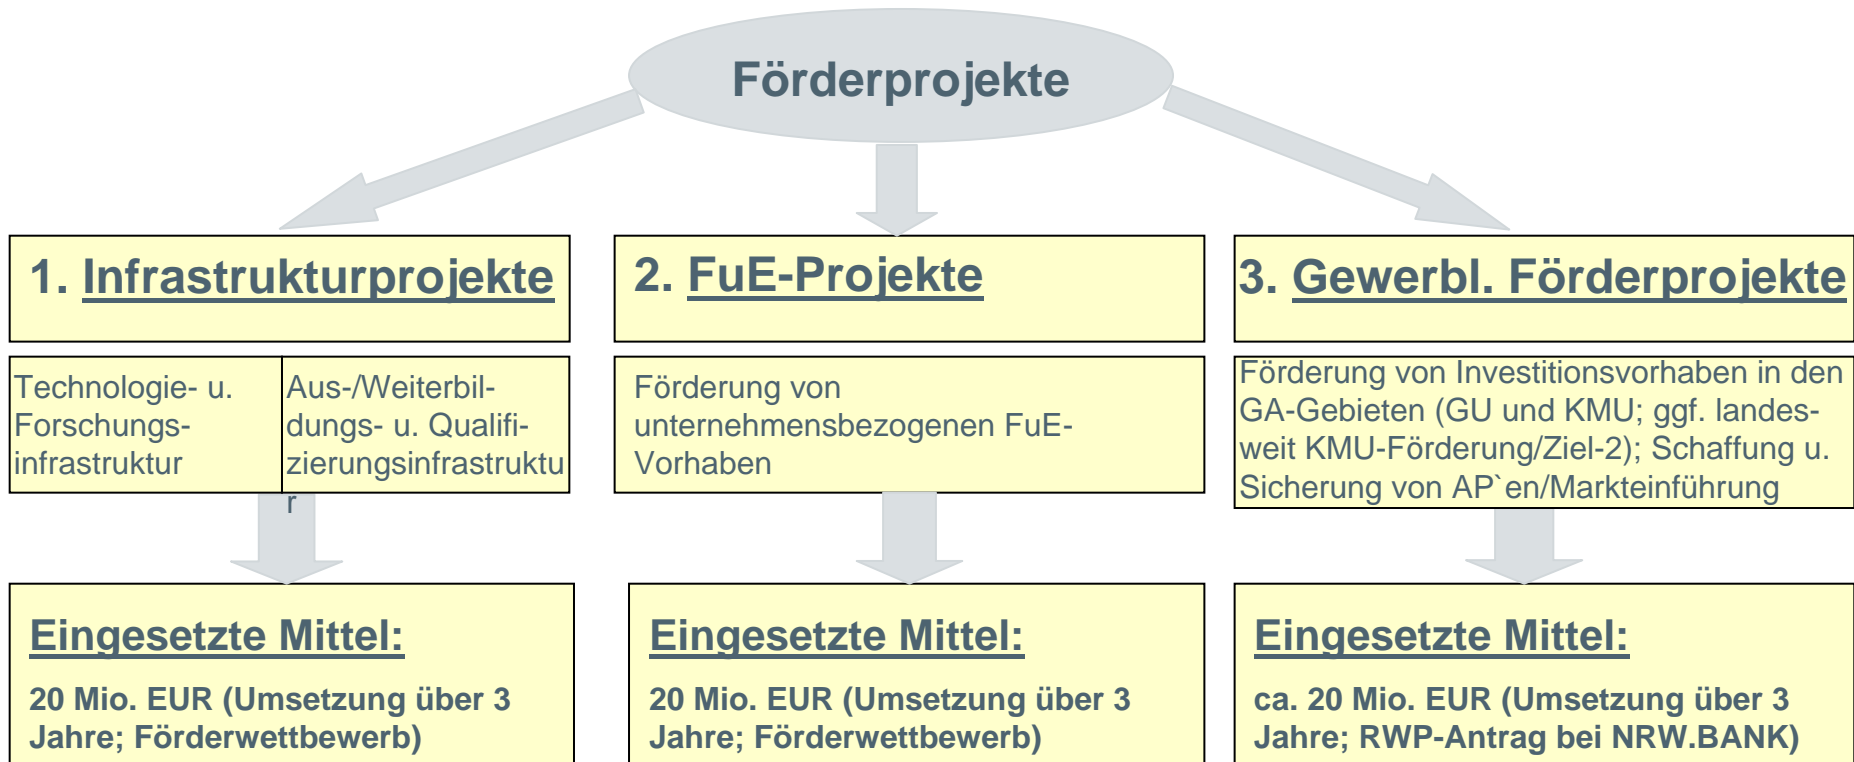 Förderprojekte
1. Infrastrukturprojekte
2. FuE-Projekte
3. Gewerbl. Förderprojekte
Technologie- u.
Forschungs-
infrastruktur
Aus-/Weiterbil-
dungs- u. Qualifi-
zierungsinfrastruktu
r
Förderung von
unternehmensbezogenen FuE-
Vorhaben
Förderung von Investitionsvorhaben in den
GA-Gebieten (GU und KMU; ggf. landes-
weit KMU-Förderung/Ziel-2); Schaffung u.
Sicherung von AP`en/Markteinführung
Eingesetzte Mittel:
20 Mio. EUR (Umsetzung über 3
Jahre; Förderwettbewerb)
Eingesetzte Mittel:
20 Mio. EUR (Umsetzung über 3
Jahre; Förderwettbewerb)
Eingesetzte Mittel:
ca. 20 Mio. EUR (Umsetzung über 3
Jahre; RWP-Antrag bei NRW.BANK)